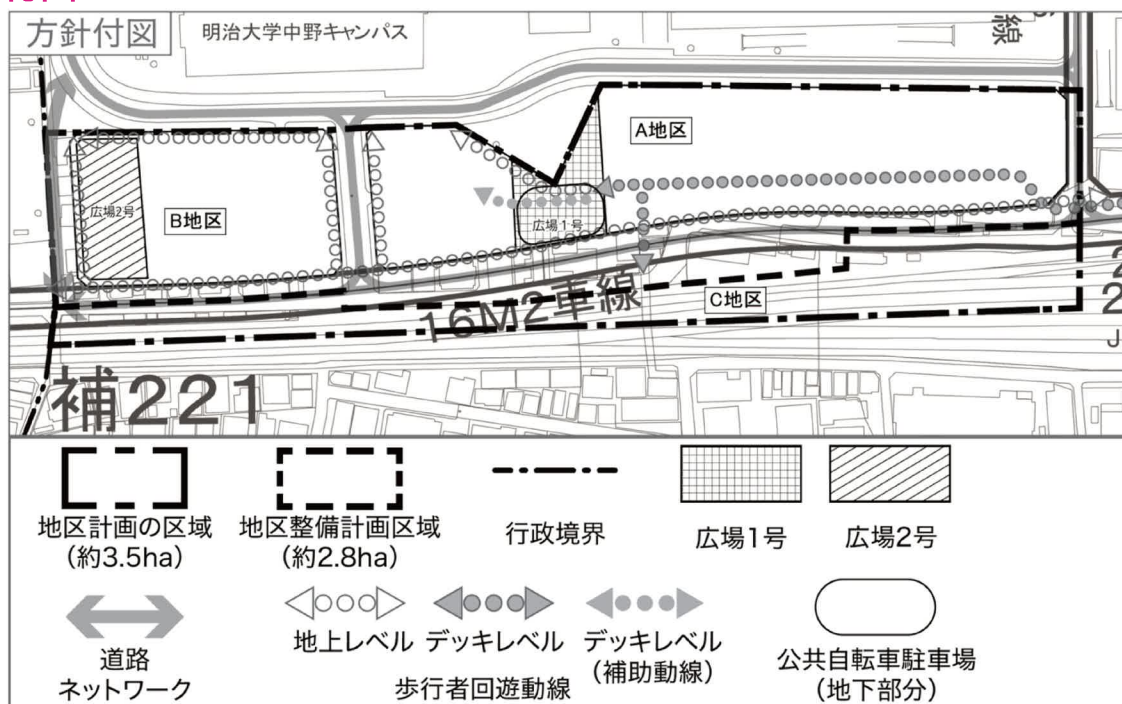 方針付図
明治大学中野キャンパス
線
A地区
広場2号
B地区
広場1号
C地区
16M2車線
2
2
J
補221
地区計画の区域
(約3.5ha)
地区整備計画区域
(約2.8ha)
行政境界
広場1号
広場2号
道路
ネットワーク
地上レベル
デッキレベル
デッキレベル
(補助動線)
歩行者回遊動線
公共自転車駐車場
(地下部分)